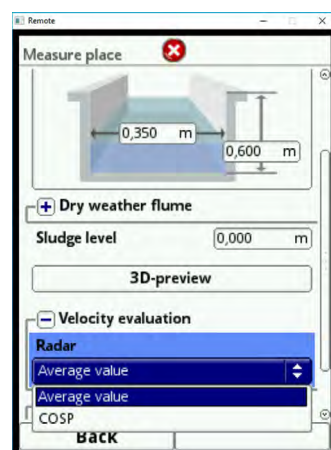 Remote
Measure place
0,350 m
0,600 m
Dry weather flume
Sludge level 0,000 m
3D-preview
Velocity evaluation
Radar
Average value
Average value
COSP
Back